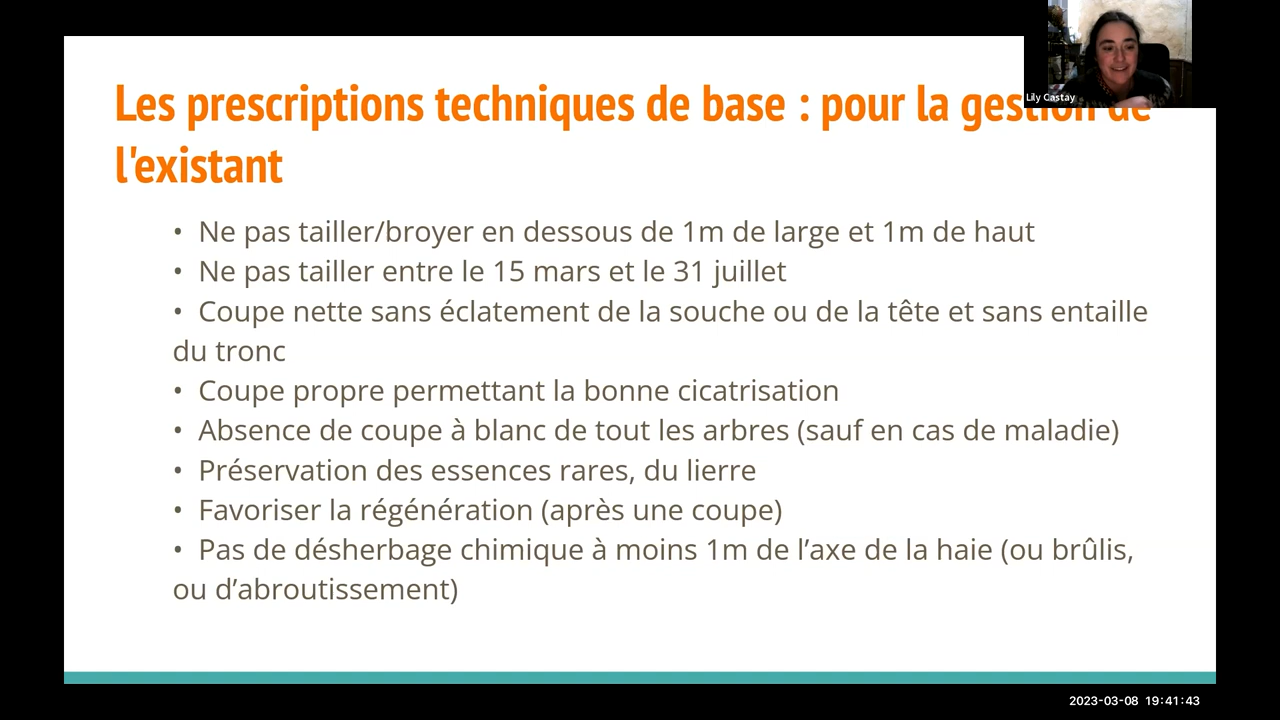 Les prescriptions techniques de base : pour la gestion de
l'existant
Lily Castay
• Ne pas tailler/broyer en dessous de 1m de large et 1m de haut
• Ne pas tailler entre le 15 mars et le 31 juillet
• Coupe nette sans éclatement de la souche ou de la tête et sans entaille
du tronc
• Coupe propre permettant la bonne cicatrisation
• Absence de coupe à blanc de tout les arbres (sauf en cas de maladie)
• Préservation des essences rares, du lierre
• Favoriser la régénération (après une coupe)
• Pas de désherbage chimique à moins 1m de l’axe de la haie (ou brûlis,
ou d’abroutissement)
2023-03-08 19:41:43